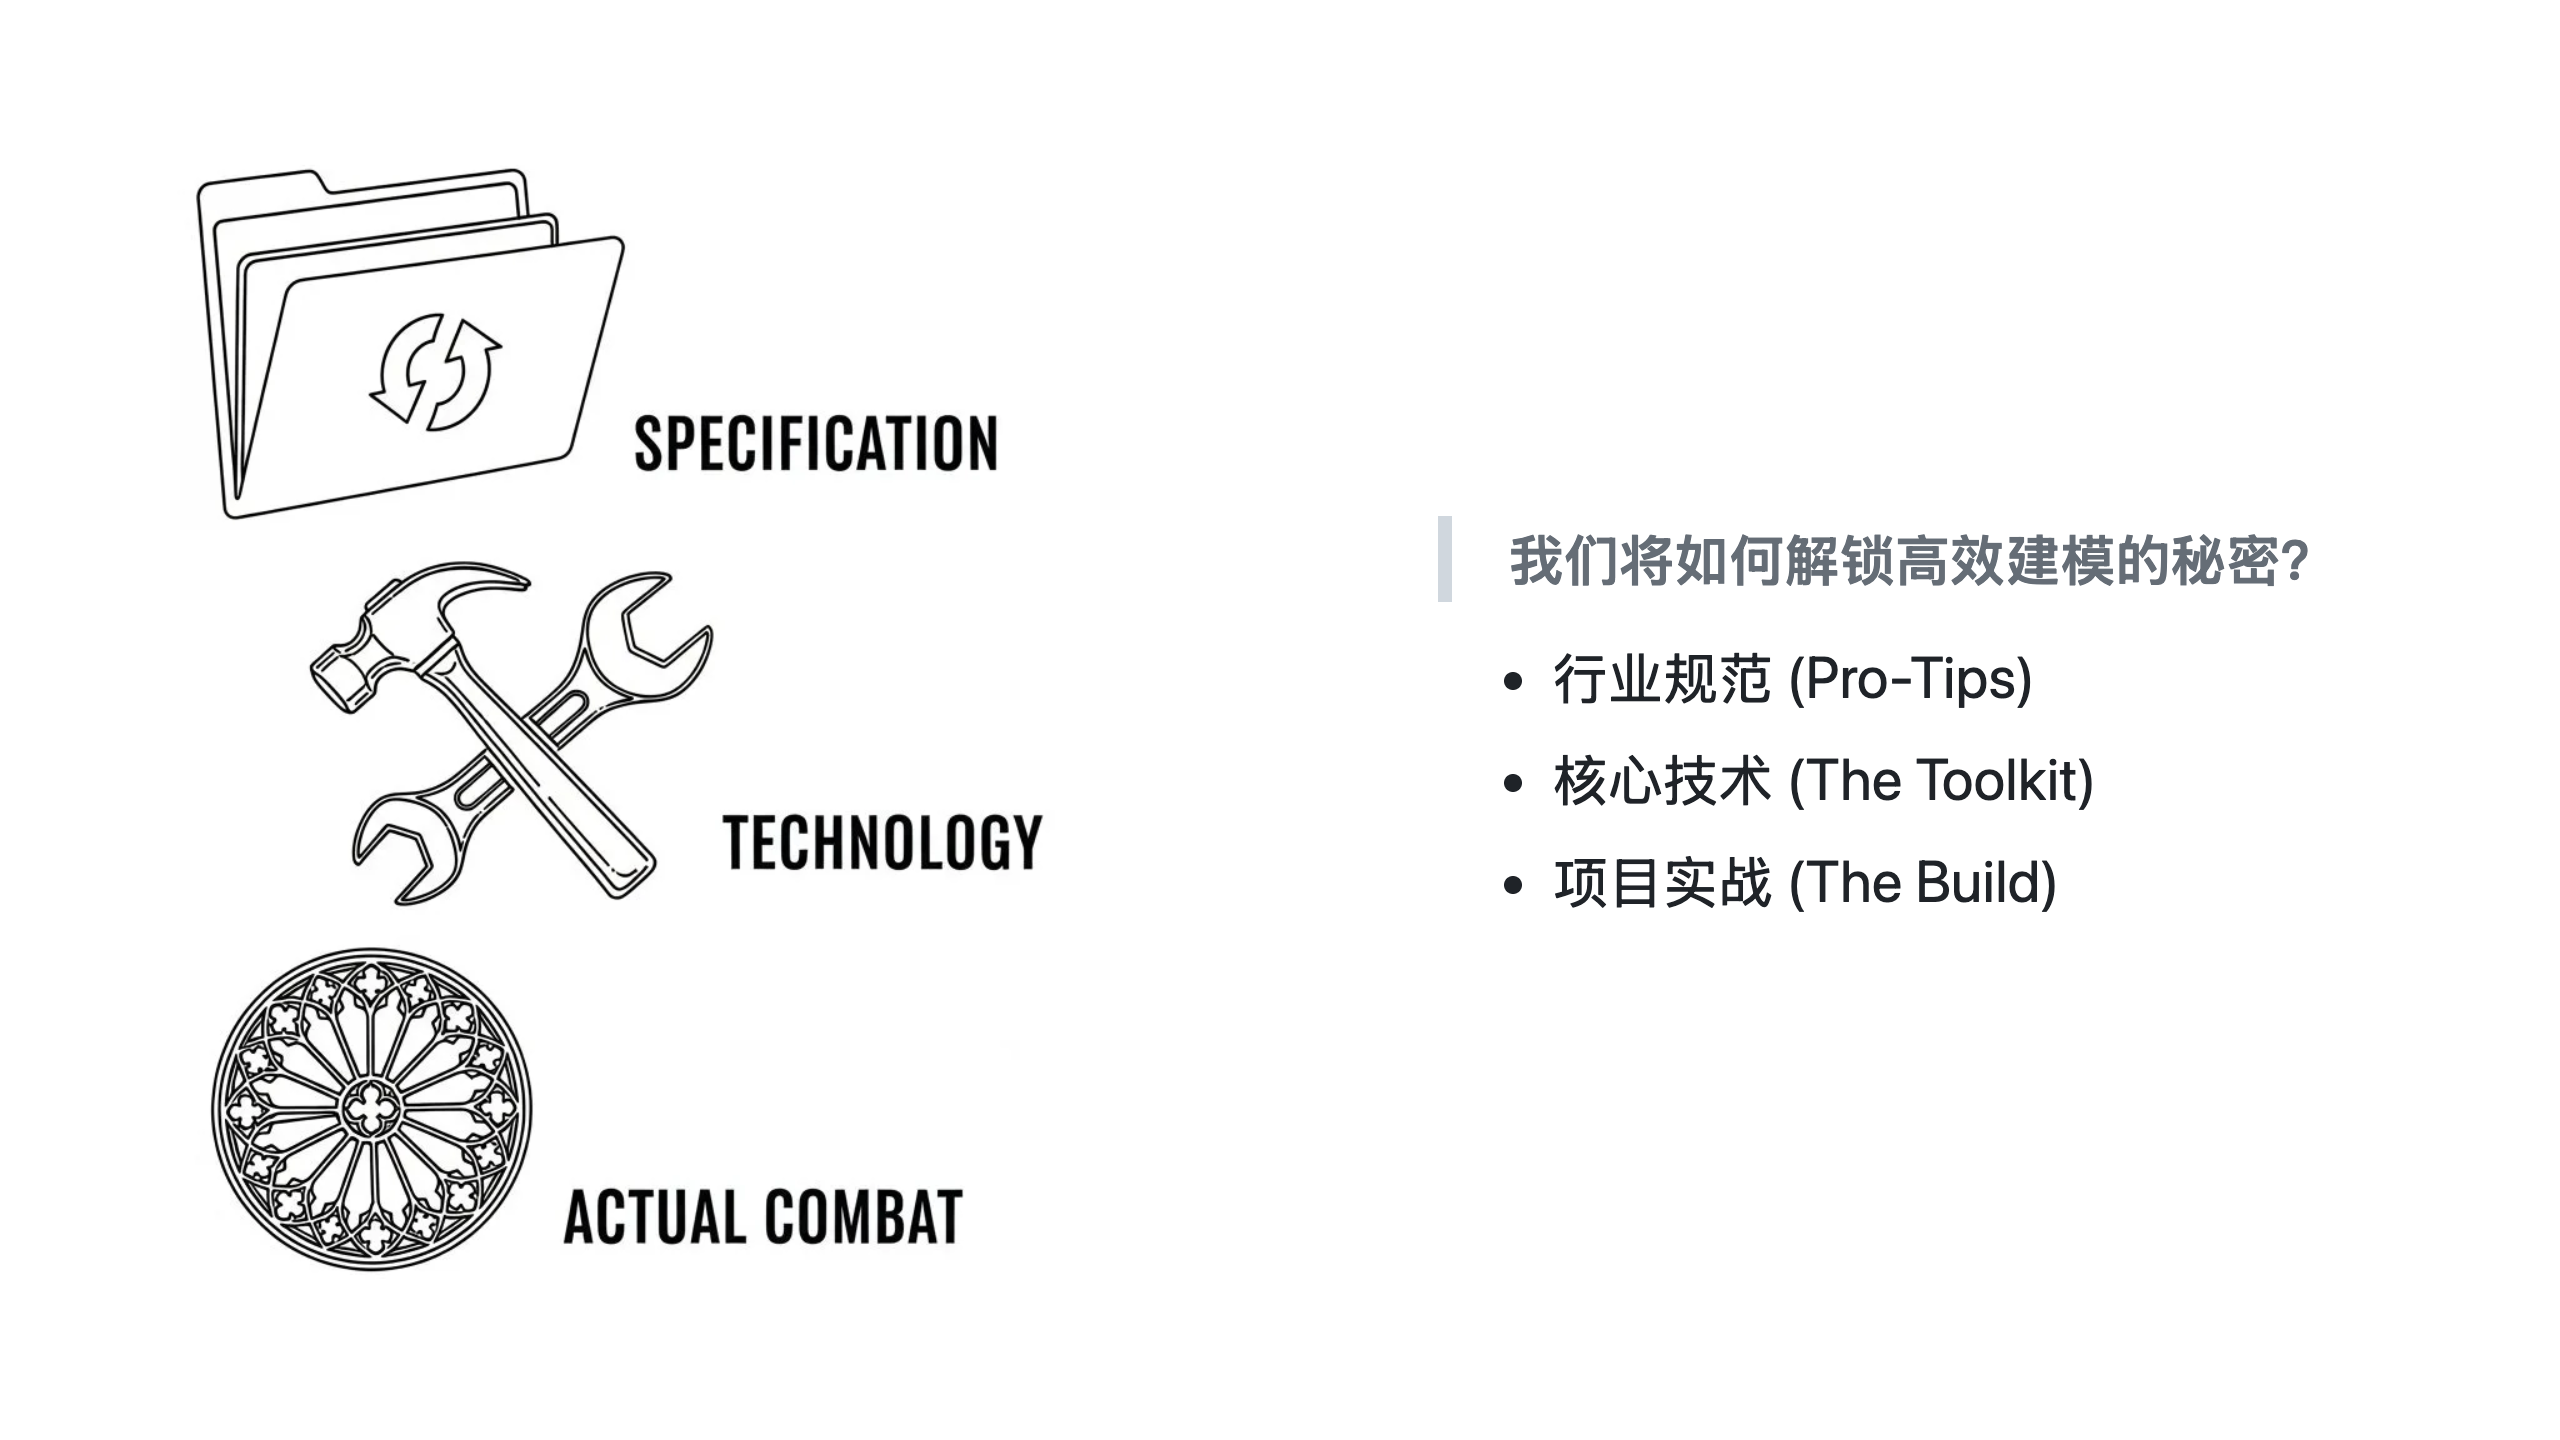 SPECIFICATION
TECHNOLOGY
ACTUAL COMBAT
我们将如何解锁高效建模的秘密?
• 行业规范 (Pro-Tips)
• 核心技术 (The Toolkit)
• 项目实战 (The Build)